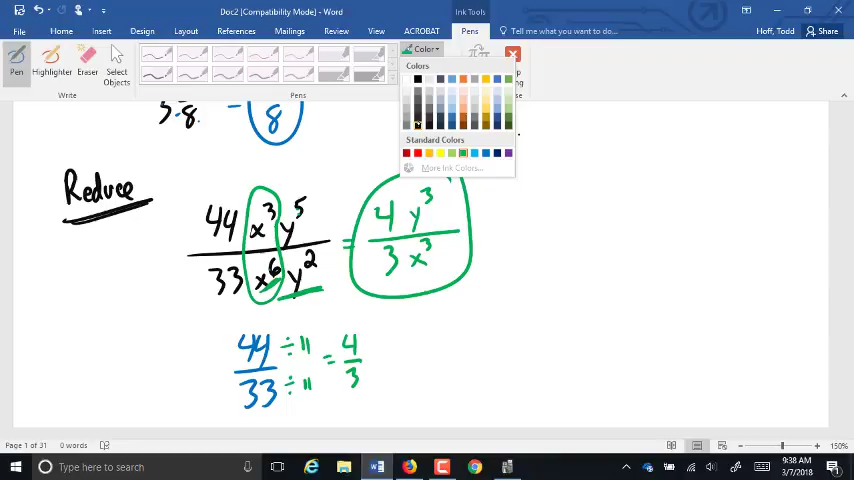 Doc2 [Compatibility Mode] - Word
Ink Tools
Hoff, Todd
File Home Insert Draw Layout References Mailings Review View ACROBAT Pens Tell me what you want to do... Share
Pen Highlighter Eraser Select Objects
Color
Write Pens
Colors
Standard Colors
More Ink Colors...
3·8. = 8
Reduce
44 x³ y⁵ / 33 x⁶ y² = 4 y³ / 3 x³
44 ÷ 11 / 33 ÷ 11 = 4 / 3
Page 1 of 31 0 words 150%
Type here to search
9:38 AM
3/7/2018